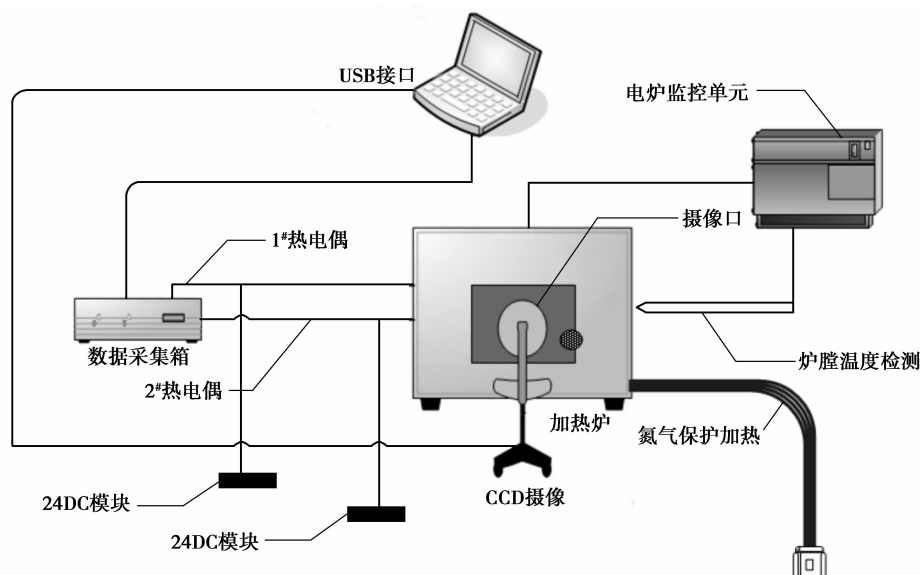 USB接口
电炉监控单元
摄像口
1#热电偶
数据采集箱
炉膛温度检测
2#热电偶
加热炉
氮气保护加热
CCD摄像
24DC模块
24DC模块